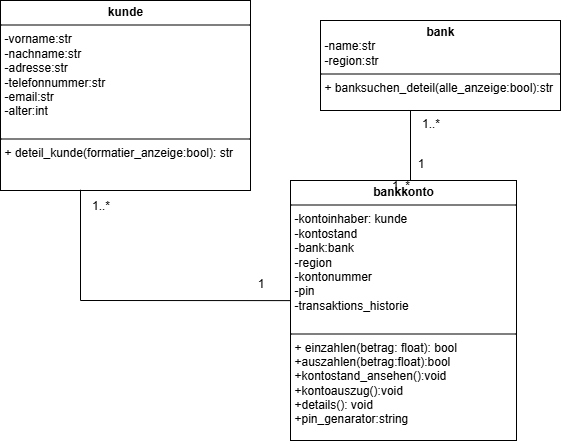 kunde
-vorname:str
-nachname:str
-adresse:str
-telefonnummer:str
-email:str
-alter:int
+ deteil_kunde(formatier_anzeige:bool): str
bank
-name:str
-region:str
+ banksuchen_deteil(alle_anzeige:bool):str
1..*
1
1..*
1
1..*
bankkonto
-kontoinhaber: kunde
-kontostand
-bank:bank
-region
-kontonummer
-pin
-transaktions_historie
+ einzahlen(betrag: float): bool
+auszahlen(betrag:float):bool
+kontostand_ansehen():void
+kontoauszug():void
+details(): void
+pin_genarator:string